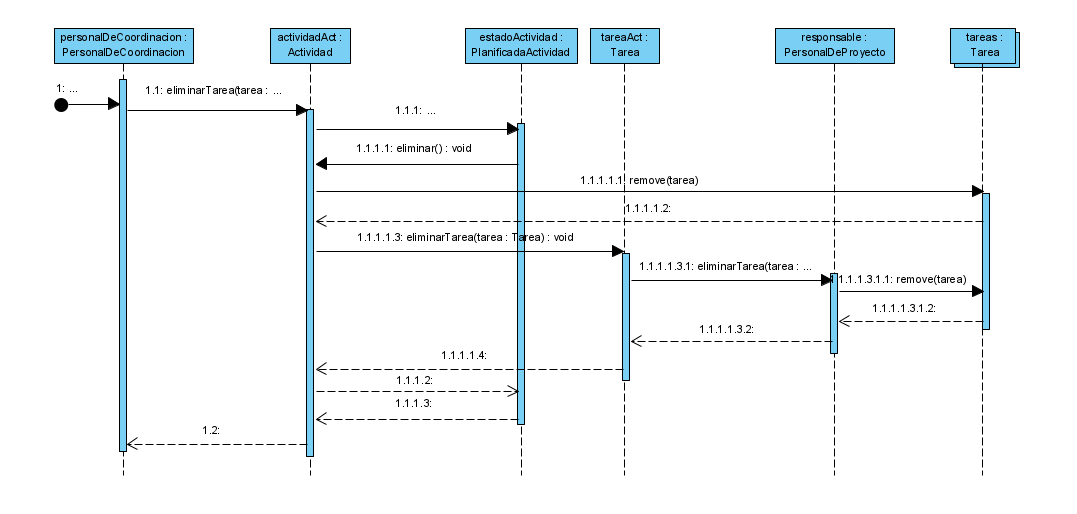 personalDeCoordinacion :
PersonalDeCoordinacion
actividadAct :
Actividad
estadoActividad :
PlanificadaActividad
tareaAct :
Tarea
responsable :
PersonalDeProyecto
tareas :
Tarea
1: ...
1.1: eliminarTarea(tarea : ...
1.1.1: ...
1.1.1.1: eliminar() : void
1.1.1.1.1: remove(tarea)
1.1.1.1.2:
1.1.1.1.3: eliminarTarea(tarea : Tarea) : void
1.1.1.1.3.1: eliminarTarea(tarea : ...
1.1.1.3.1.1: remove(tarea)
1.1.1.1.3.1.2:
1.1.1.1.3.2:
1.1.1.1.4:
1.1.1.2:
1.1.1.3:
1.2: